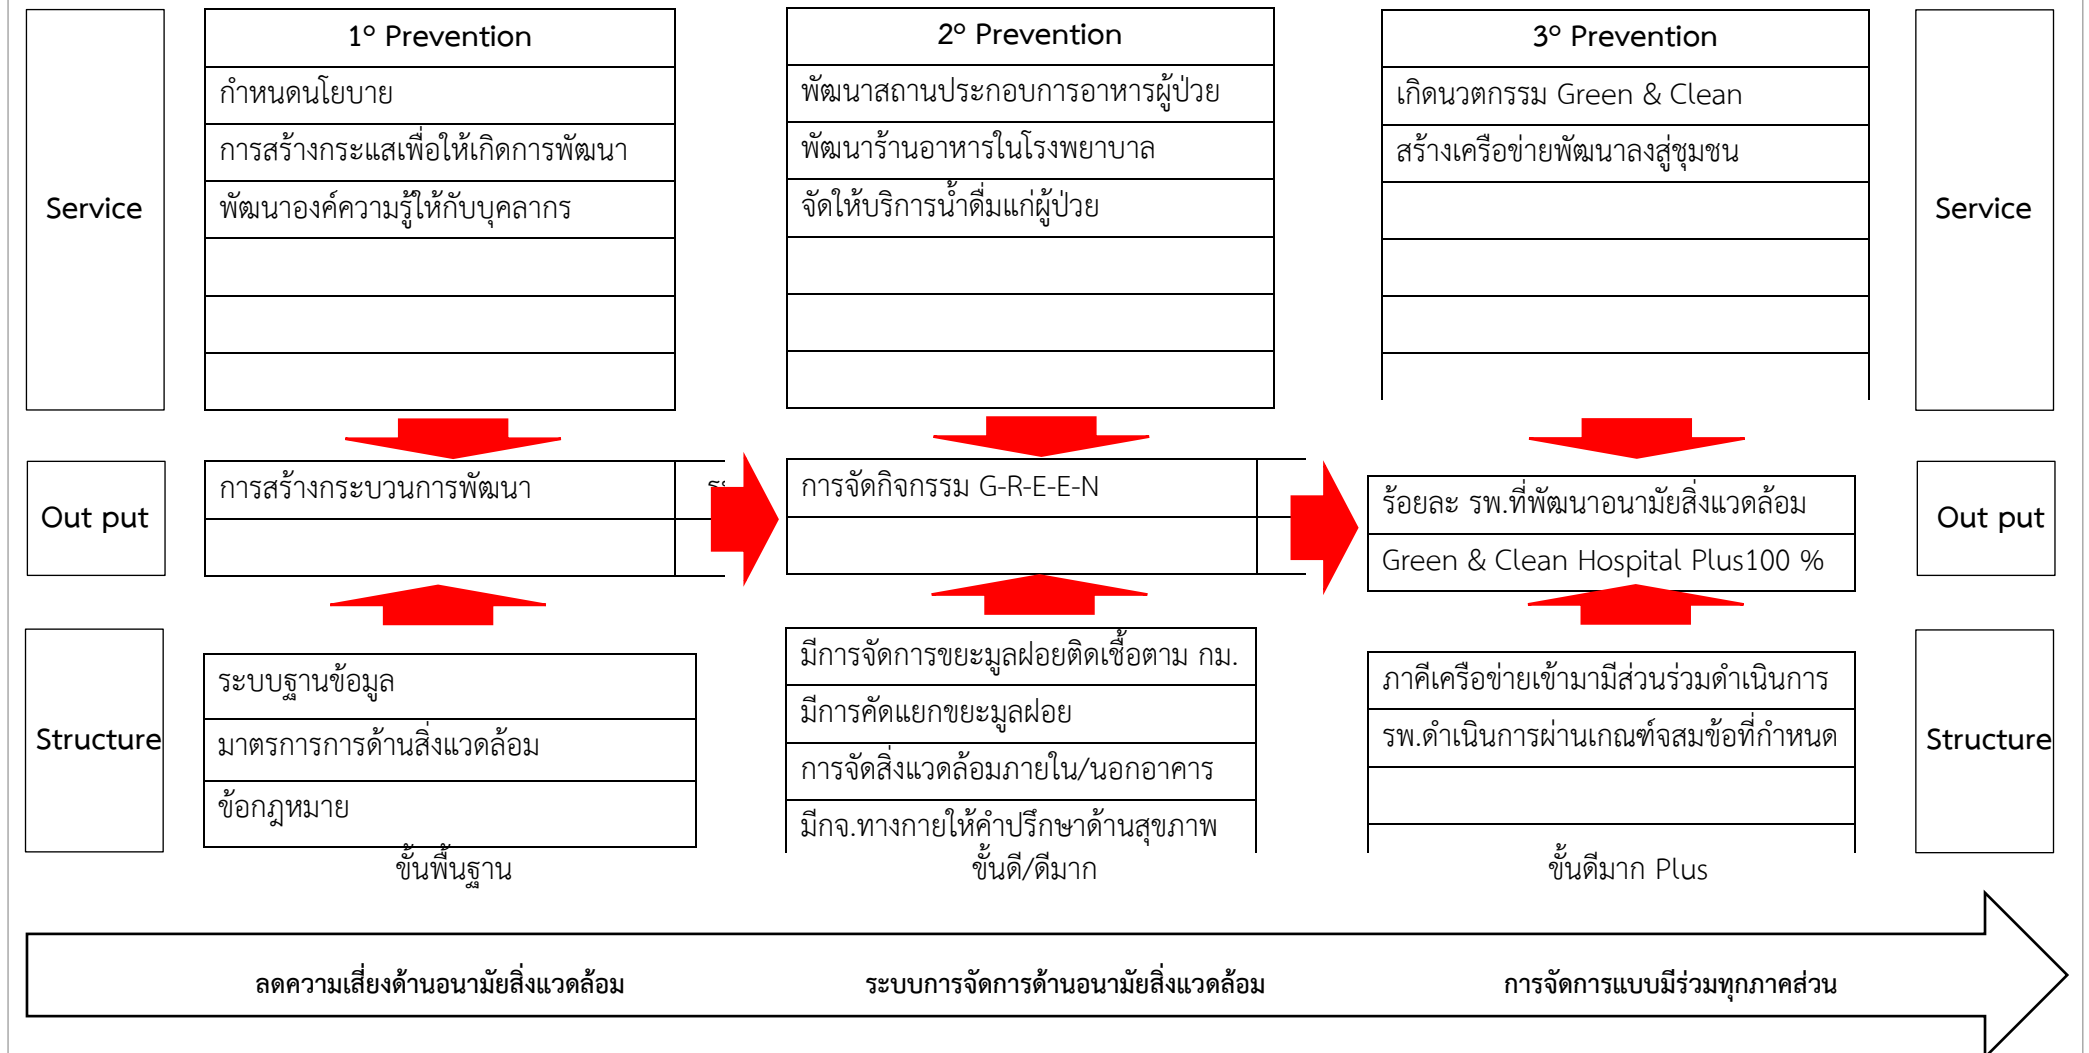 Service
1° Prevention
กำหนดนโยบาย
การสร้างกระแสเพื่อให้เกิดการพัฒนา
พัฒนาองค์ความรู้ให้กับบุคลากร
2° Prevention
พัฒนาสถานประกอบการอาหารผู้ป่วย
พัฒนาร้านอาหารในโรงพยาบาล
จัดให้บริการน้ำดื่มแก่ผู้ป่วย
3° Prevention
เกิดนวตกรรม Green & Clean
สร้างเครือข่ายพัฒนาลงสู่ชุมชน
Service
Out put
การสร้างกระบวนการพัฒนา
การจัดกิจกรรม G-R-E-E-N
ร้อยละ รพ.ที่พัฒนาอนามัยสิ่งแวดล้อม
Green & Clean Hospital Plus100 %
Out put
Structure
ระบบฐานข้อมูล
มาตรการการด้านสิ่งแวดล้อม
ข้อกฎหมาย
ขั้นพื้นฐาน
มีการจัดการขยะมูลฝอยติดเชื้อตาม กม.
มีการคัดแยกขยะมูลฝอย
การจัดสิ่งแวดล้อมภายใน/นอกอาคาร
มีกจ.ทางกายให้คำปรึกษาด้านสุขภาพ
ขั้นดี/ดีมาก
ภาคีเครือข่ายเข้ามามีส่วนร่วมดำเนินการ
รพ.ดำเนินการผ่านเกณฑ์จสมข้อที่กำหนด
ขั้นดีมาก Plus
Structure
ลดความเสี่ยงด้านอนามัยสิ่งแวดล้อม
ระบบการจัดการด้านอนามัยสิ่งแวดล้อม
การจัดการแบบมีร่วมทุกภาคส่วน